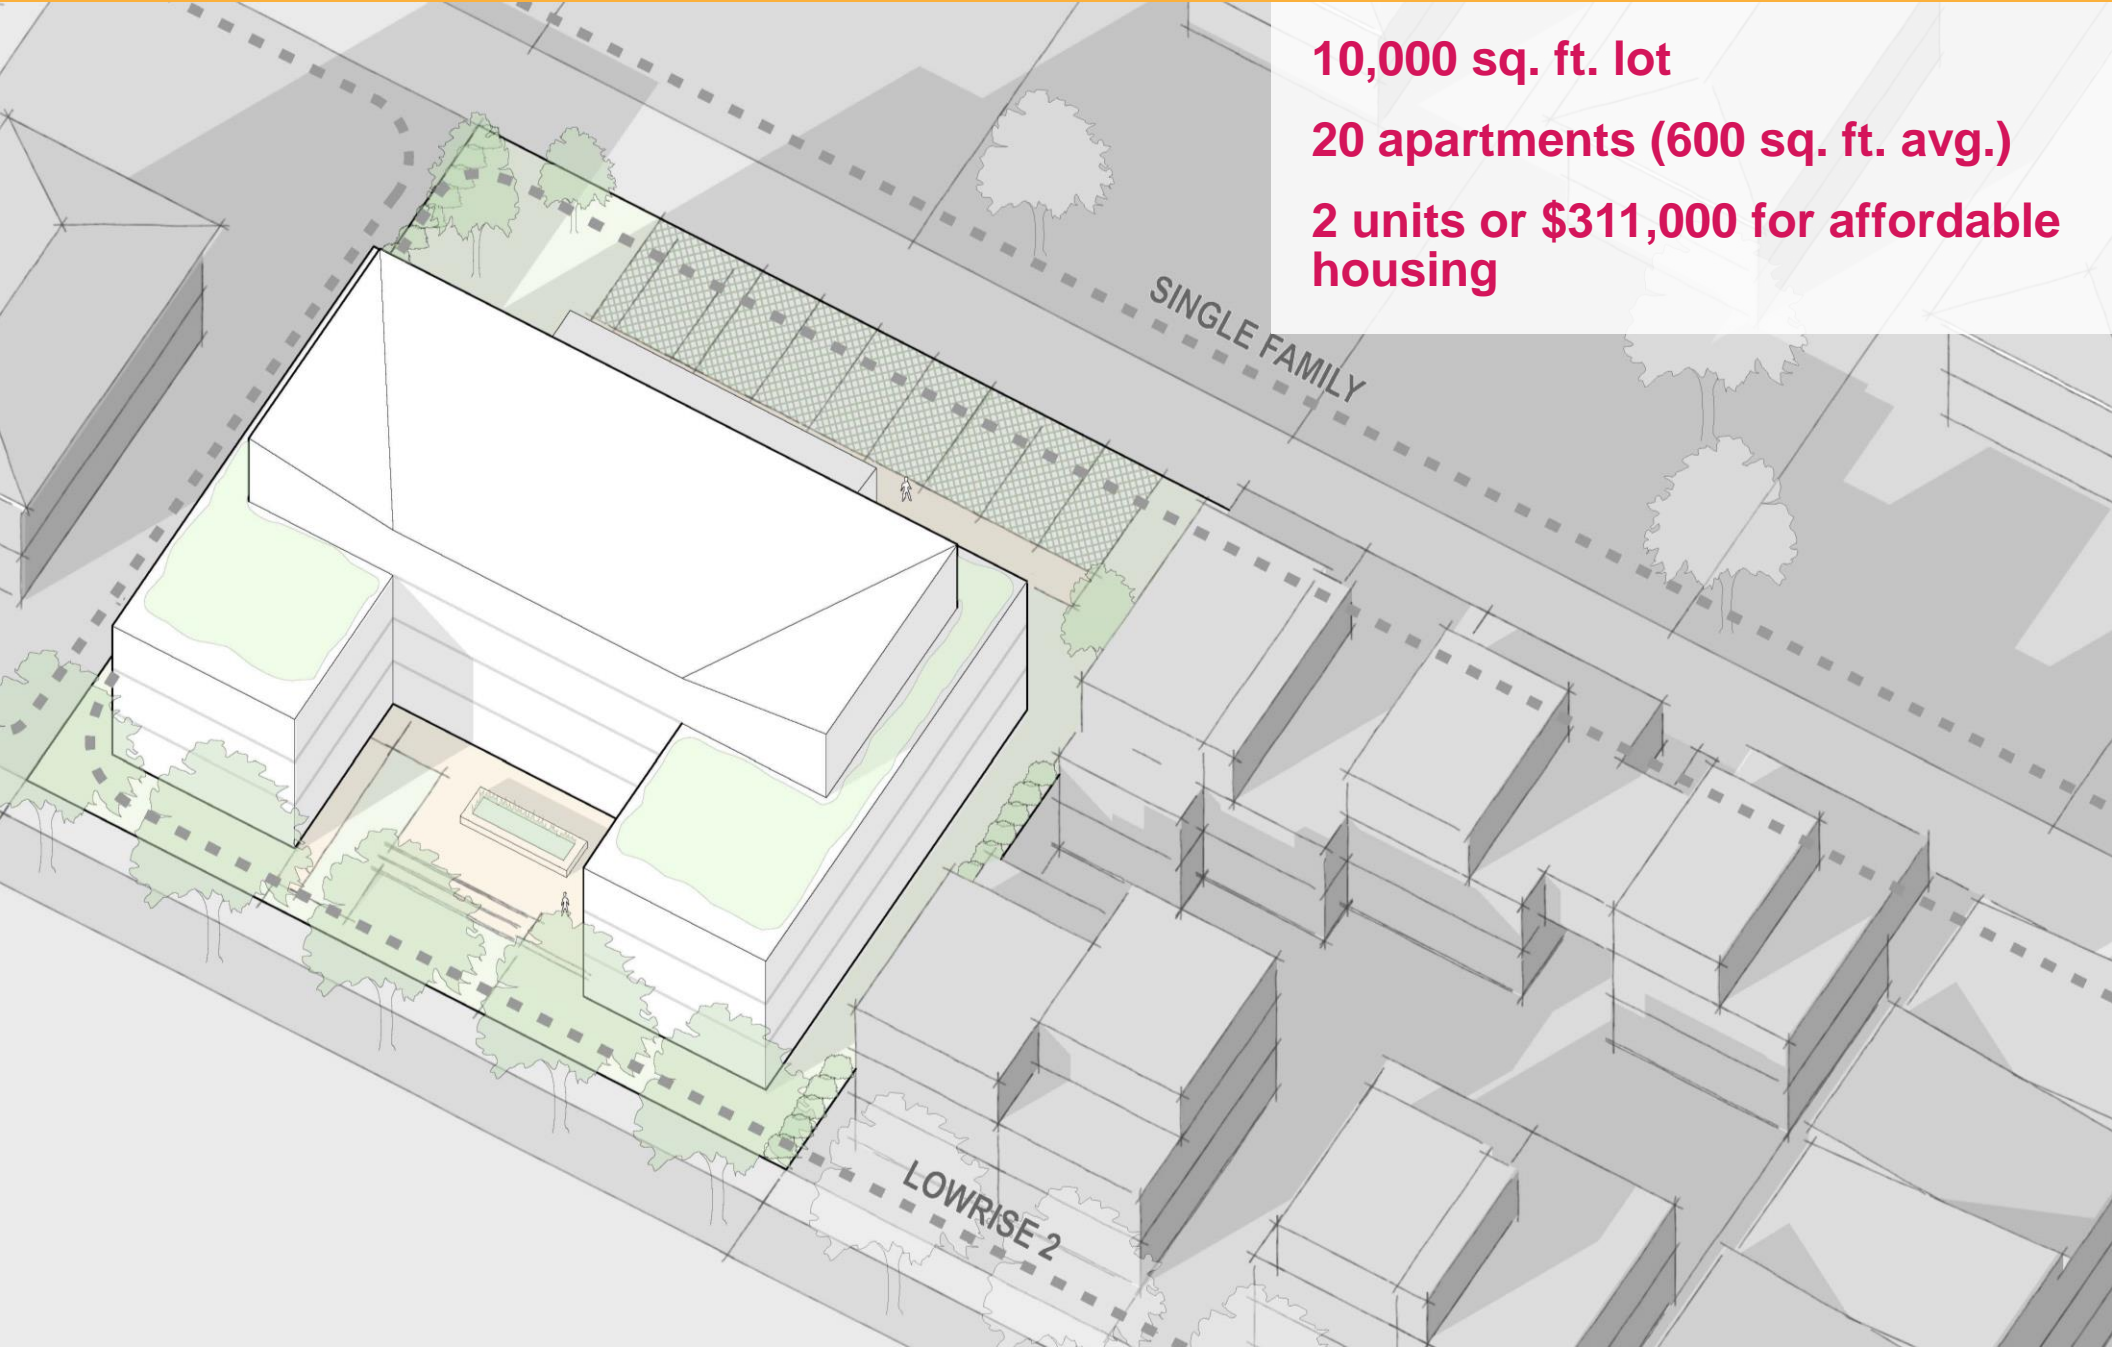 10,000 sq. ft. lot
20 apartments (600 sq. ft. avg.)
2 units or $311,000 for affordable
housing
SINGLE FAMILY
LOWRISE 2